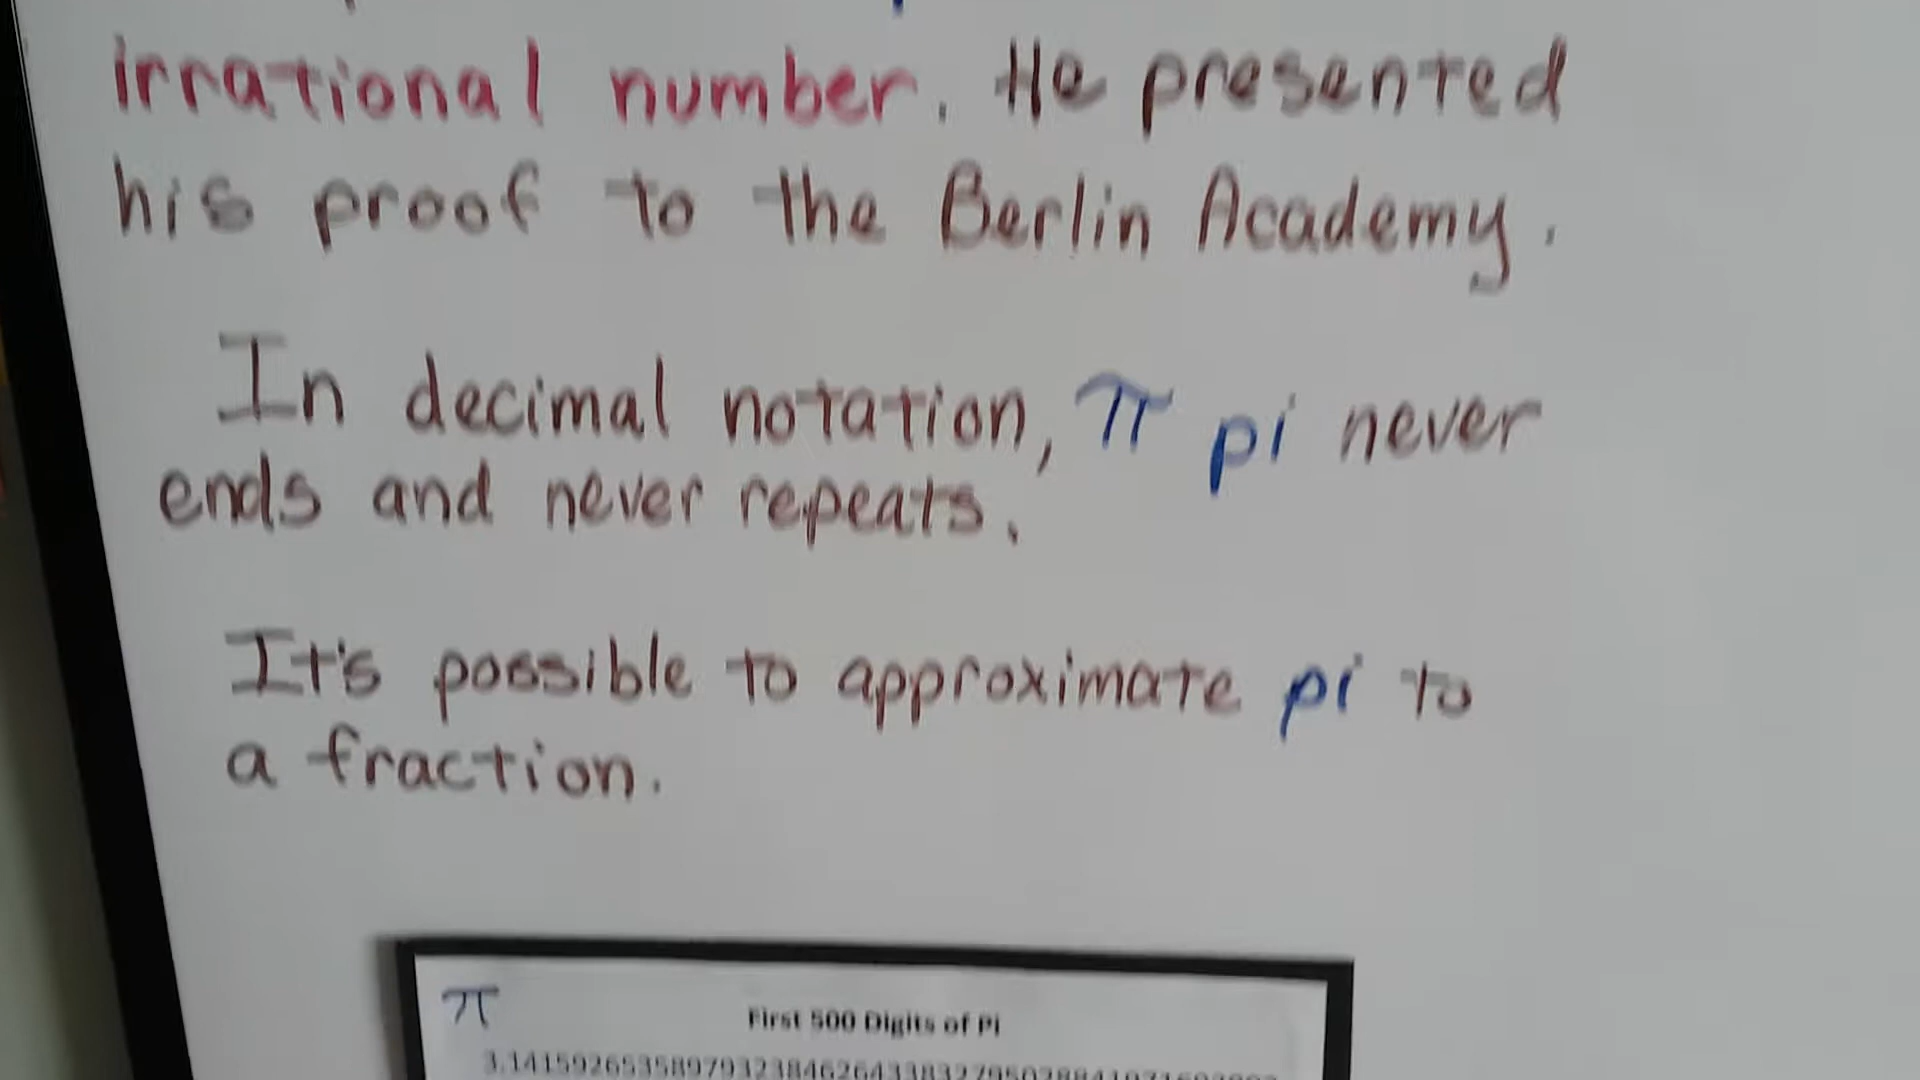 irrational number. He presented
his proof to the Berlin Academy.
In decimal notation, π pi never
ends and never repeats.
It's possible to approximate pi to
a fraction.
π
First 500 Digits of Pi